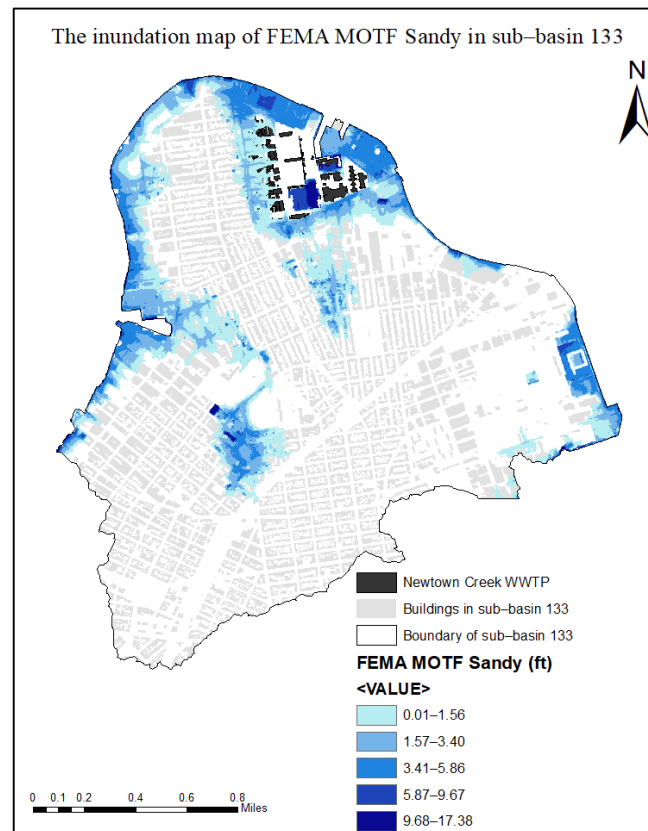 The inundation map of FEMA MOTF Sandy in sub–basin 133
N
Newtown Creek WWTP
Buildings in sub–basin 133
Boundary of sub–basin 133
FEMA MOTF Sandy (ft)
<VALUE>
0.01–1.56
1.57–3.40
3.41–5.86
5.87–9.67
9.68–17.38
0 0.1 0.2 0.4 0.6 0.8
Miles